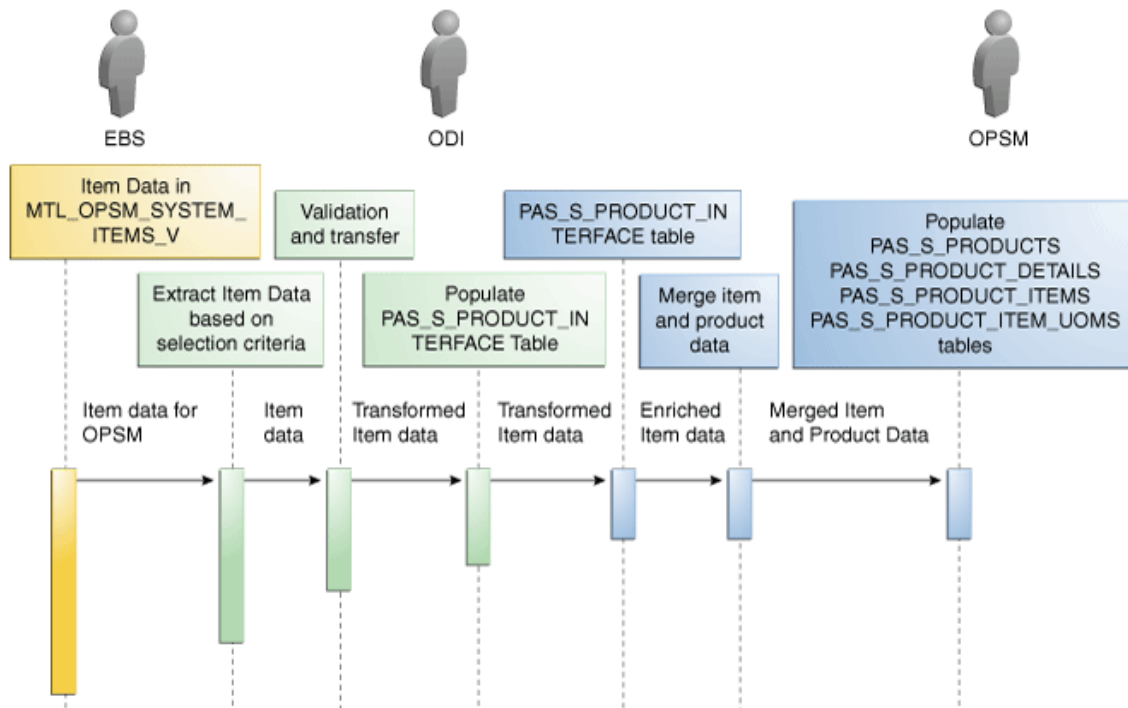 EBS
ODI
OPSM
Item Data in
MTL_OPSM_SYSTEM_
ITEMS_V
Extract Item Data
based on
selection criteria
Validation
and transfer
Populate
PAS_S_PRODUCT_IN
TERFACE Table
PAS_S_PRODUCT_IN
TERFACE table
Merge item
and product
data
Populate
PAS_S_PRODUCTS
PAS_S_PRODUCT_DETAILS
PAS_S_PRODUCT_ITEMS
PAS_S_PRODUCT_ITEM_UOMS
tables
Item data for
OPSM
Item
data
Transformed
Item data
Transformed
Item data
Enriched
Item data
Merged Item
and Product Data